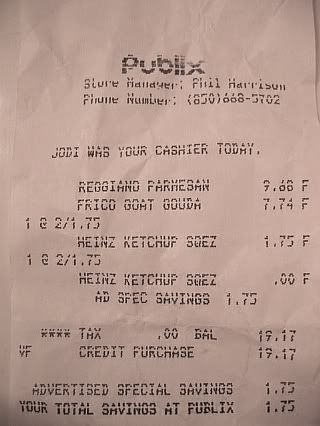 Publix
Store Manager: Phil Harrison
Phone Number: (850)668-5702
JODI WAS YOUR CASHIER TODAY.
REGGIANO PARMESAN 9.68 F
FRICO GOAT GOUDA 7.74 F
1 @ 2/1.75
HEINZ KETCHUP SQEZ 1.75 F
1 @ 2/1.75
HEINZ KETCHUP SQEZ .00 F
AD SPEC SAVINGS 1.75
**** TAX .00 BAL 19.17
VF CREDIT PURCHASE 19.17
ADVERTISED SPECIAL SAVINGS 1.75
YOUR TOTAL SAVINGS AT PUBLIX 1.75